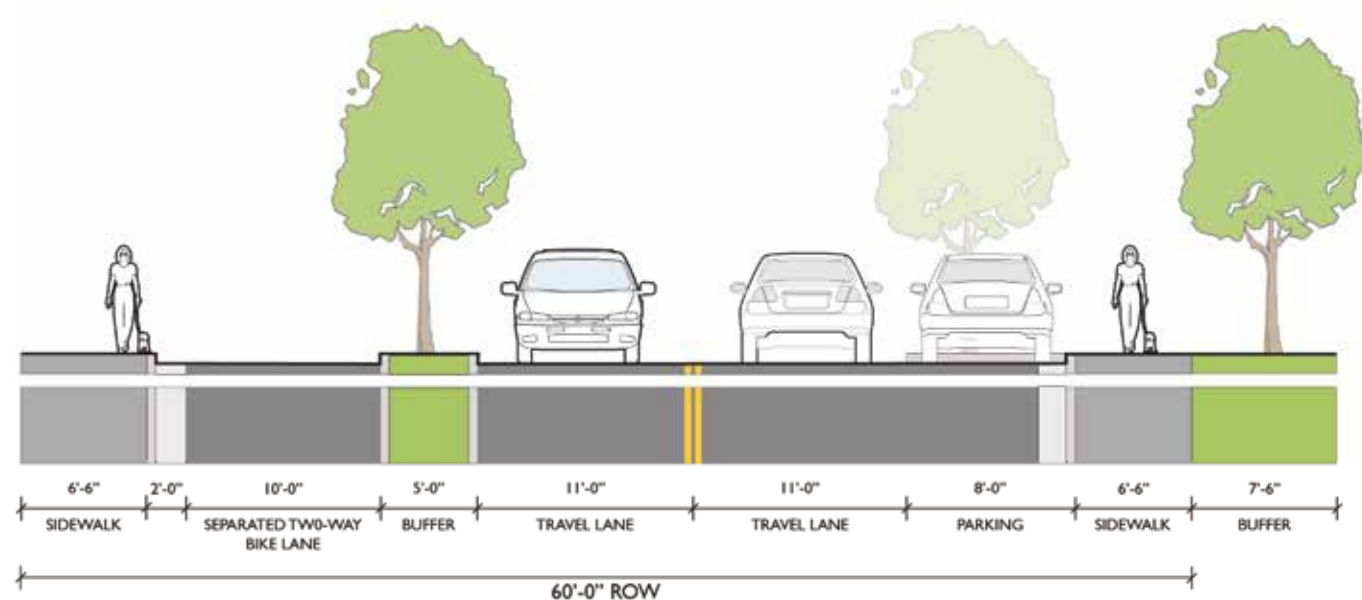 6'-6" 2'-0" 10'-0" 5'-0" 11'-0" 11'-0" 8'-0" 6'-6" 7'-6"
SIDEWALK SEPARATED TWO-WAY BUFFER TRAVEL LANE TRAVEL LANE PARKING SIDEWALK BUFFER
BIKE LANE
60'-0" ROW